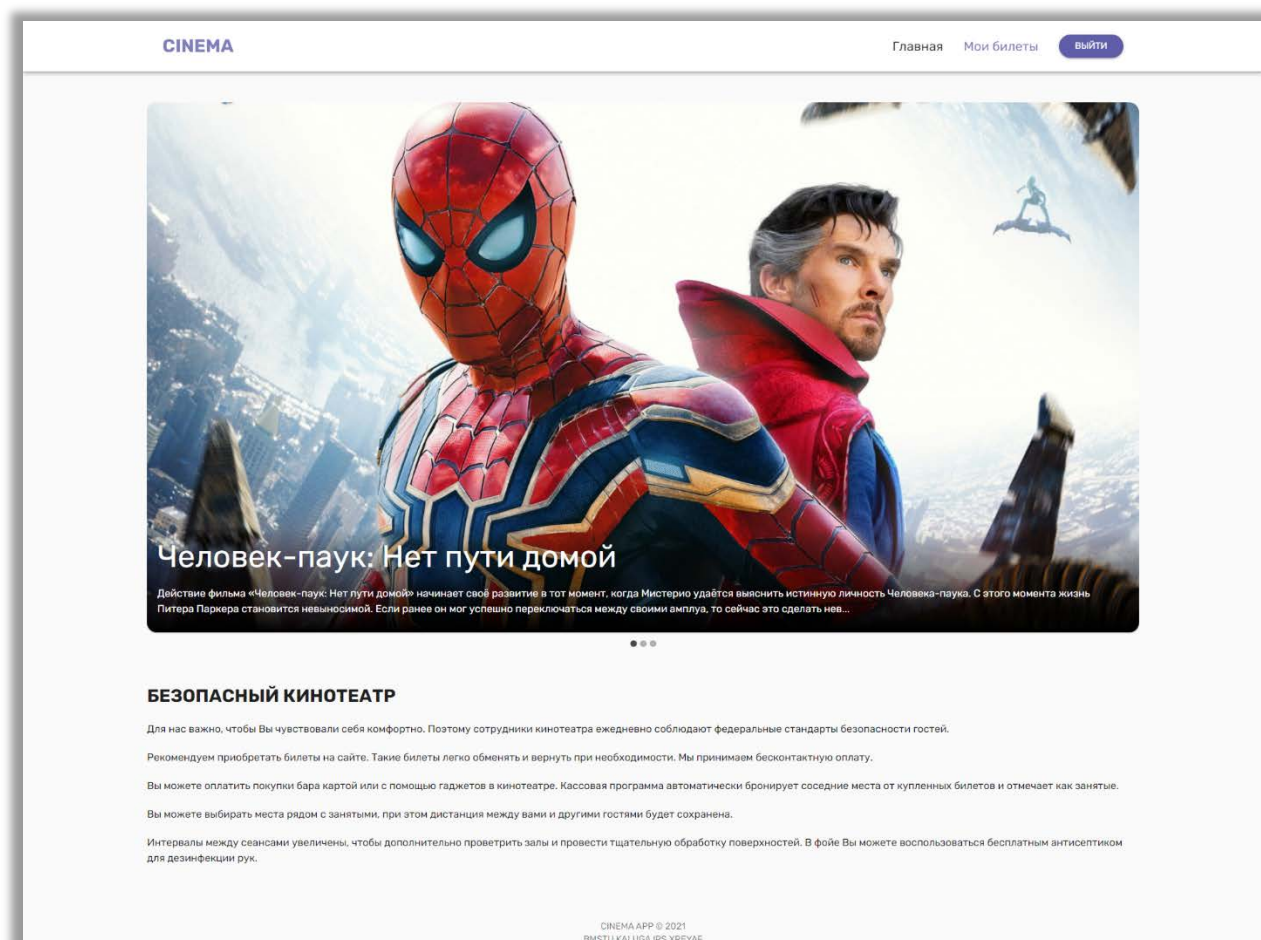 CINEMA
Главная Мои билеты ВЫЙТИ
Человек-паук: Нет пути домой
Действие фильма «Человек-паук: Нет пути домой» начинает своё развитие в тот момент, когда Мистерио удаётся выяснить истинную личность Человека-паука. С этого момента жизнь
Питера Паркера становится невыносимой. Если ранее он мог успешно переключаться между своими амплуа, то сейчас это сделать нев...
БЕЗОПАСНЫЙ КИНОТЕАТР
Для нас важно, чтобы Вы чувствовали себя комфортно. Поэтому сотрудники кинотеатра ежедневно соблюдают федеральные стандарты безопасности гостей.
Рекомендуем приобретать билеты на сайте. Такие билеты легко обменять и вернуть при необходимости. Мы принимаем бесконтактную оплату.
Вы можете оплатить покупки бара картой или с помощью гаджетов в кинотеатре. Кассовая программа автоматически бронирует соседние места от купленных билетов и отмечает как занятые.
Вы можете выбирать места рядом с занятыми, при этом дистанция между вами и другими гостями будет сохранена.
Интервалы между сеансами увеличены, чтобы дополнительно проветрить залы и провести тщательную обработку поверхностей. В фойе Вы можете воспользоваться бесплатным антисептиком
для дезинфекции рук.
CINEMA APP © 2021
BMSTU KALUGA